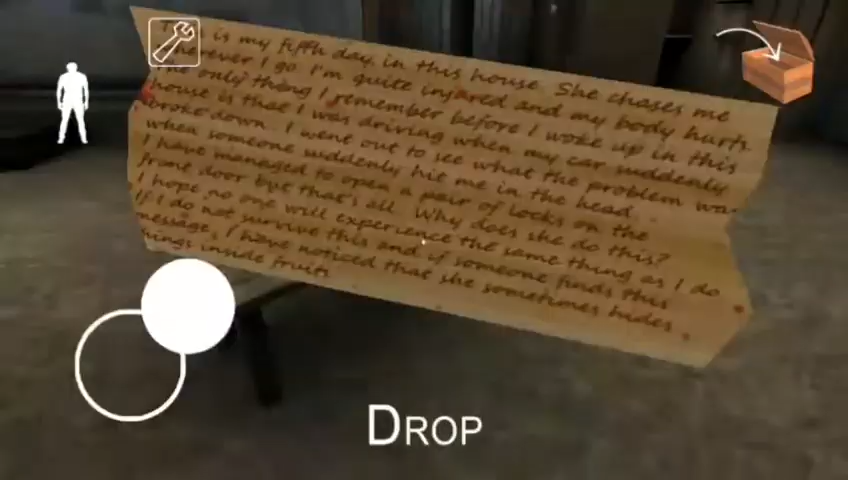 This is my fifth day in this house. She chases me
wherever I go. I'm quite injured and my body hurts.
The only thing I remember before I woke up in this
house is that I was driving when my car suddenly
broke down. I went out to see what the problem was
when someone suddenly hit me in the head.
I have managed to open a pair of locks on the
front door but that's all. Why does she do this?
I hope no one will experience the same thing as I do
If I do not survive this and if someone finds this
message, I have noticed that she sometimes hides
things inside fruits.
DROP